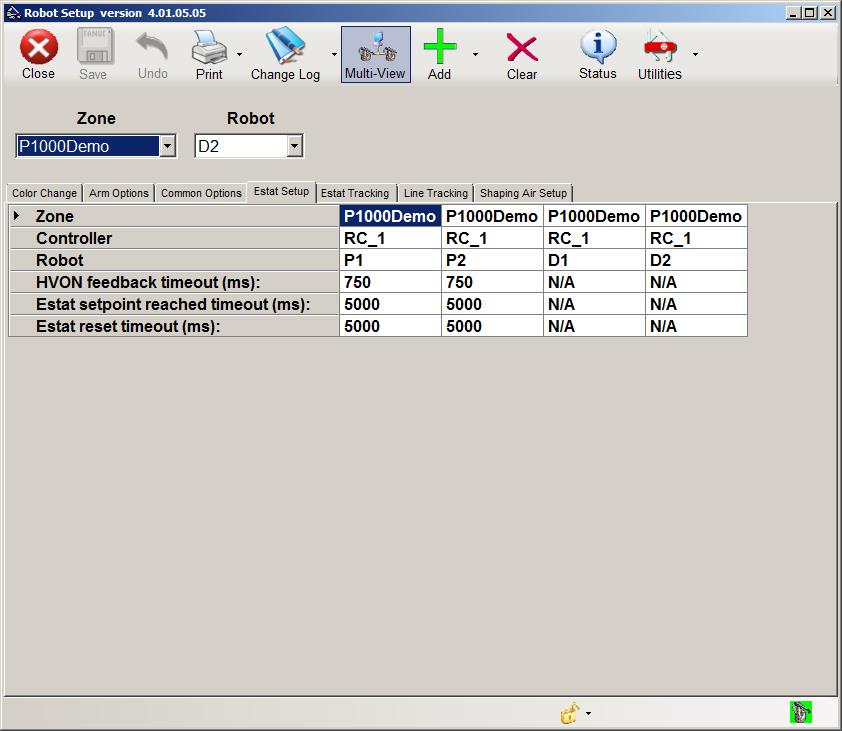 Robot Setup version 4.01.05.05
FANUC
Close Save Undo Print Change Log Multi-View Add Clear Status Utilities
Zone Robot
P1000Demo D2
Color Change Arm Options Common Options Estat Setup Estat Tracking Line Tracking Shaping Air Setup
Zone P1000Demo P1000Demo P1000Demo P1000Demo
Controller RC_1 RC_1 RC_1 RC_1
Robot P1 P2 D1 D2
HVON feedback timeout (ms): 750 750 N/A N/A
Estat setpoint reached timeout (ms): 5000 5000 N/A N/A
Estat reset timeout (ms): 5000 5000 N/A N/A